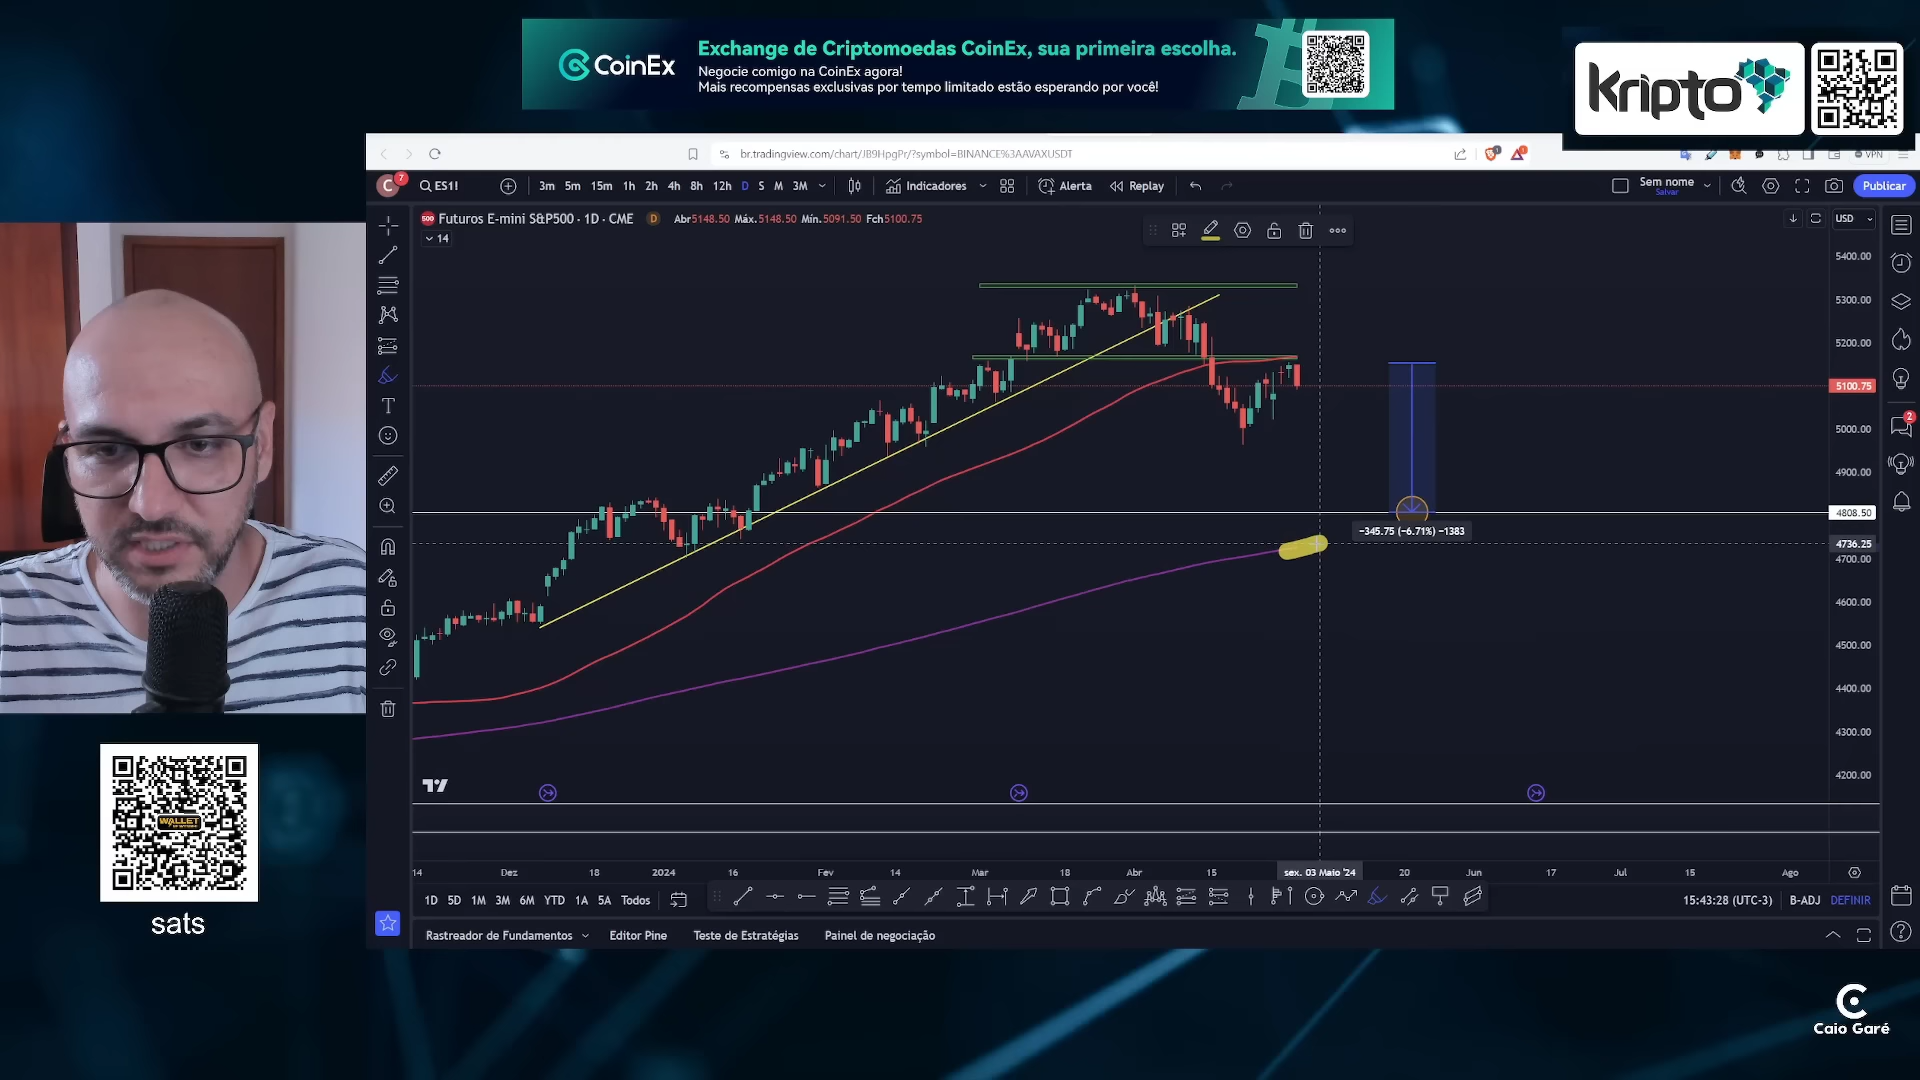 CoinEx
Exchange de Criptomoedas CoinEx, sua primeira escolha.
Negocie comigo na CoinEx agora!
Mais recompensas exclusivas por tempo limitado estão esperando por você!
kripto
br.tradingview.com/chart/JB9HpgPr/?symbol=BINANCE%3AAVAXUSDT
VPN
C 7
ES1! 3m 5m 15m 1h 2h 4h 8h 12h D S M 3M Indicadores Alerta Replay
Sem nome
Salvar
Publicar
500 Futuros E-mini S&P500 · 1D · CME D Abr5148.50 Máx.5148.50 Mín.5091.50 Fch5100.75
14
USD
5400.00
5300.00
5200.00
5100.75
5000.00
4900.00
4808.50
−345.75 (−6.71%) −1383
4736.25
4700.00
4600.00
4500.00
4400.00
4300.00
4200.00
2
14 Dez 18 2024 16 Fev 14 Mar 18 Abr 15 sex. 03 Maio '24 20 Jun 17 Jul 15 Ago
1D 5D 1M 3M 6M YTD 1A 5A Todos
15:43:28 (UTC-3) B-ADJ DEFINIR
Rastreador de Fundamentos Editor Pine Teste de Estratégias Painel de negociação
WALLET
sats
Caio Garé